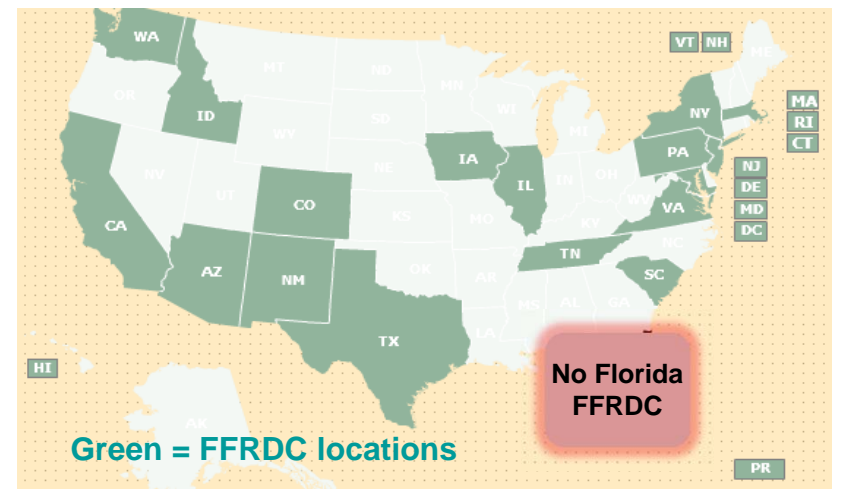 WA
MT
ND
MN
VT NH
ME
OR
ID
WY
SD
WI
MI
NY
MA
RI
CT
NV
UT
CO
NE
IA
IL
IN
OH
PA
NJ
DE
MD
DC
CA
KS
MO
KY
WV
VA
AZ
NM
OK
AR
TN
NC
SC
TX
LA
MS
AL
GA
HI
AK
No Florida
FFRDC
Green = FFRDC locations
PR